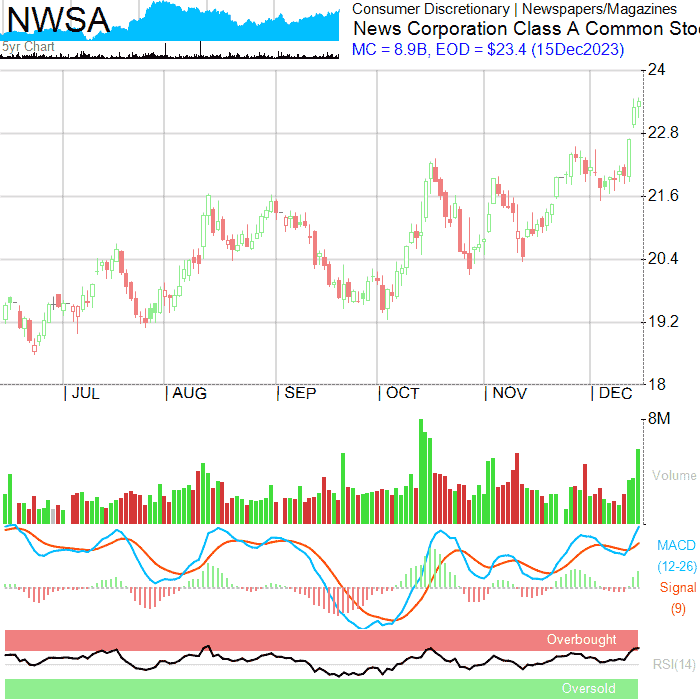 NWSA
5yr Chart
Consumer Discretionary | Newspapers/Magazines
News Corporation Class A Common Sto
MC = 8.9B, EOD = $23.4 (15Dec2023)
24
22.8
21.6
20.4
19.2
18
| JUL | AUG | SEP | OCT | NOV | DEC
8M
Volume
MACD
(12-26)
Signal
(9)
Overbought
RSI(14)
Oversold